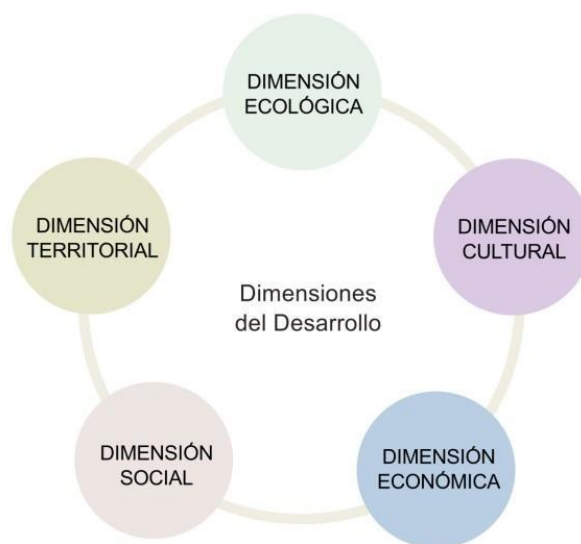 DIMENSIÓN
ECOLÓGICA
DIMENSIÓN
CULTURAL
DIMENSIÓN
ECONÓMICA
DIMENSIÓN
SOCIAL
DIMENSIÓN
TERRITORIAL
Dimensiones
del Desarrollo